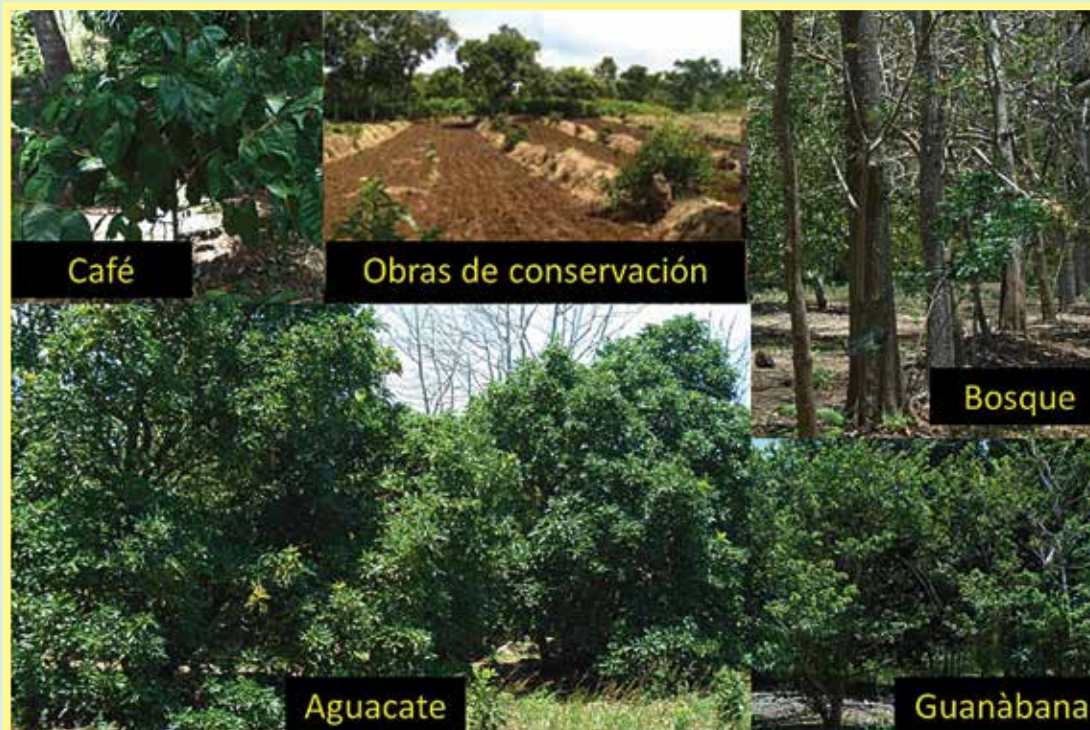 Café
Obras de conservación
Bosque
Aguacate
Guanàbana